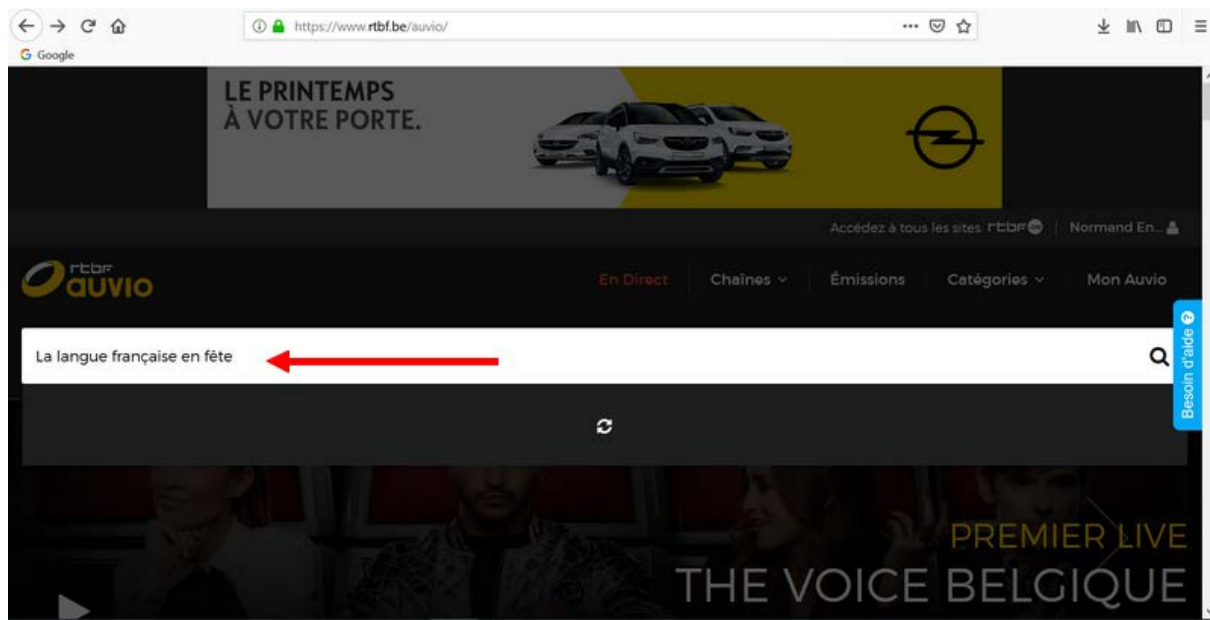 https://www.rtbf.be/auvio/
Google
LE PRINTEMPS
À VOTRE PORTE.
Accédez à tous les sites rtbf.be
Normand En...
rtbf
auvio
En Direct
Chaînes
Émissions
Catégories
Mon Auvio
La langue française en fête
Besoin d'aide ?
PREMIER LIVE
THE VOICE BELGIQUE